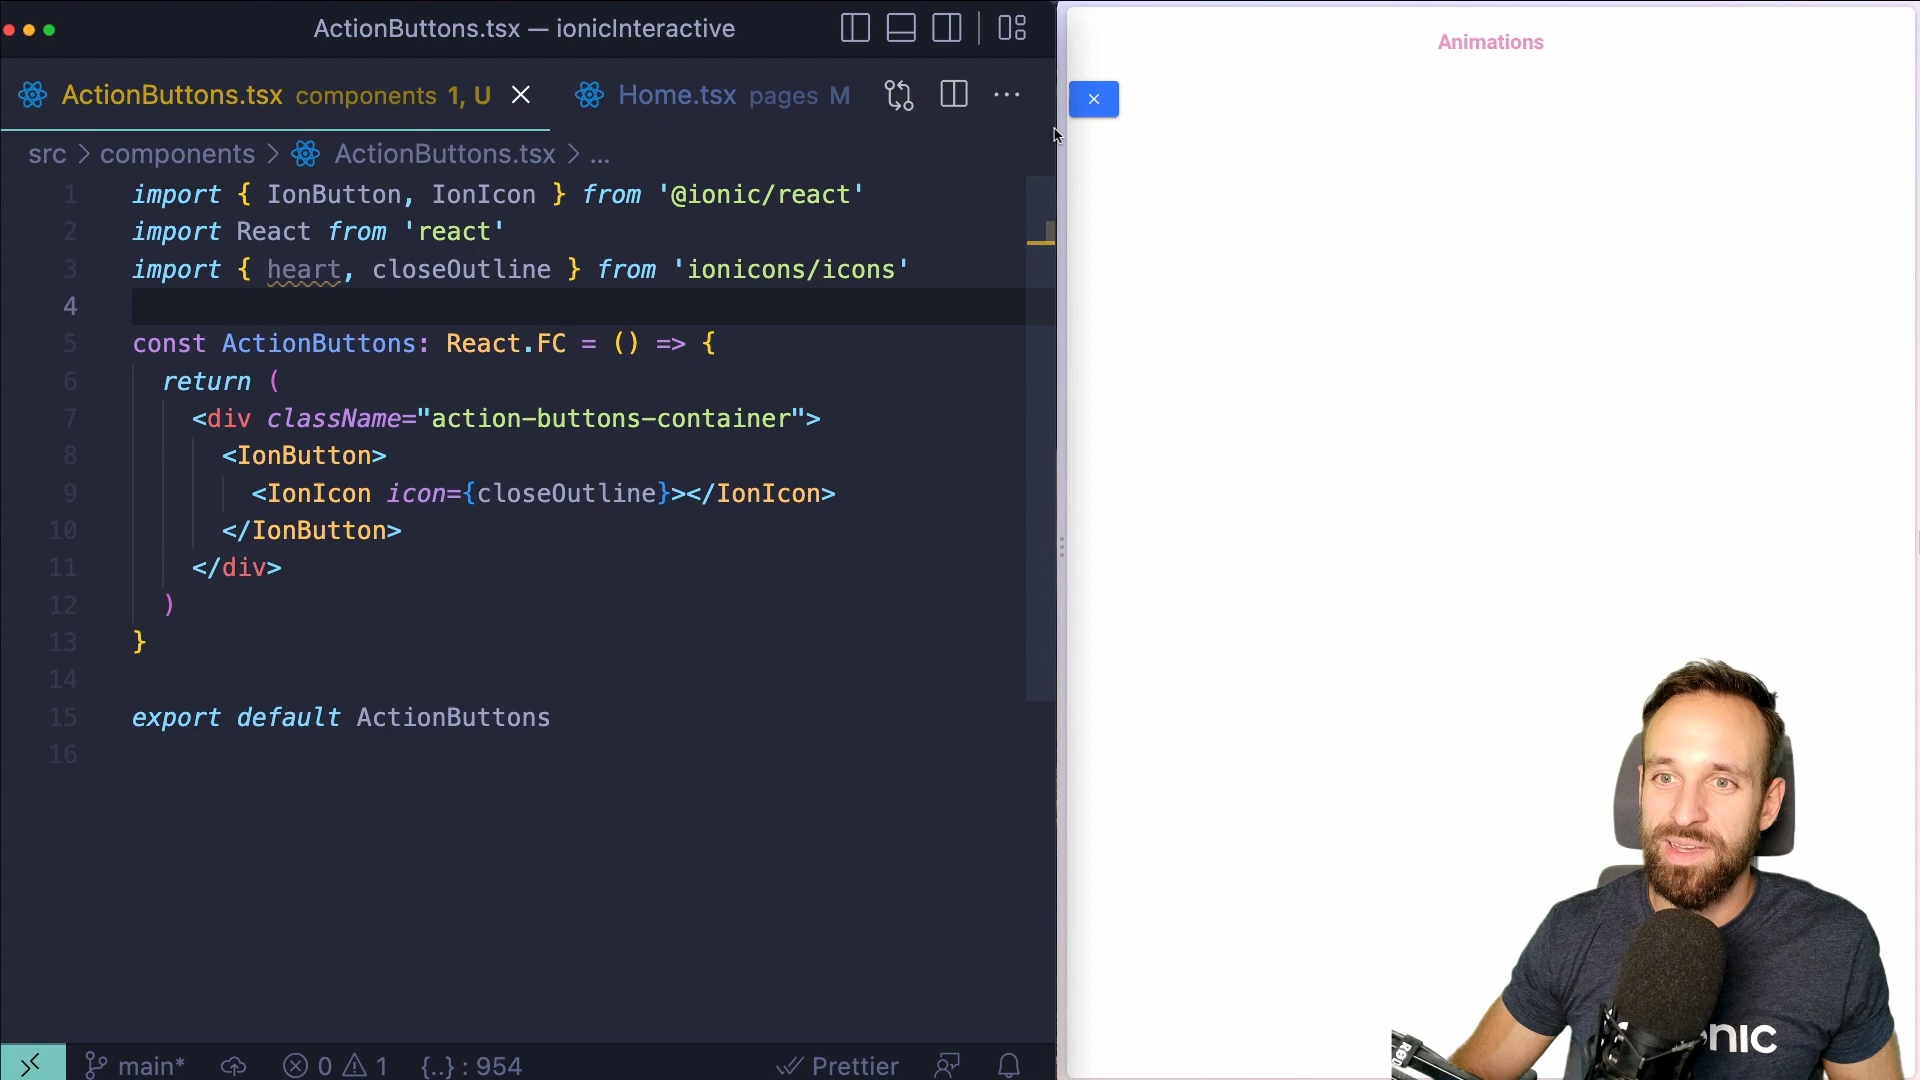 ActionButtons.tsx — ionicInteractive
ActionButtons.tsx components 1, U
Home.tsx pages M
src > components > ActionButtons.tsx > ...
1 import { IonButton, IonIcon } from '@ionic/react'
2 import React from 'react'
3 import { heart, closeOutline } from 'ionicons/icons'
4
5 const ActionButtons: React.FC = () => {
6 return (
7 <div className="action-buttons-container">
8 <IonButton>
9 <IonIcon icon={closeOutline}></IonIcon>
10 </IonButton>
11 </div>
12 )
13 }
14
15 export default ActionButtons
16
main* 0 1 {..} : 954 Prettier
Animations
RØD
nic